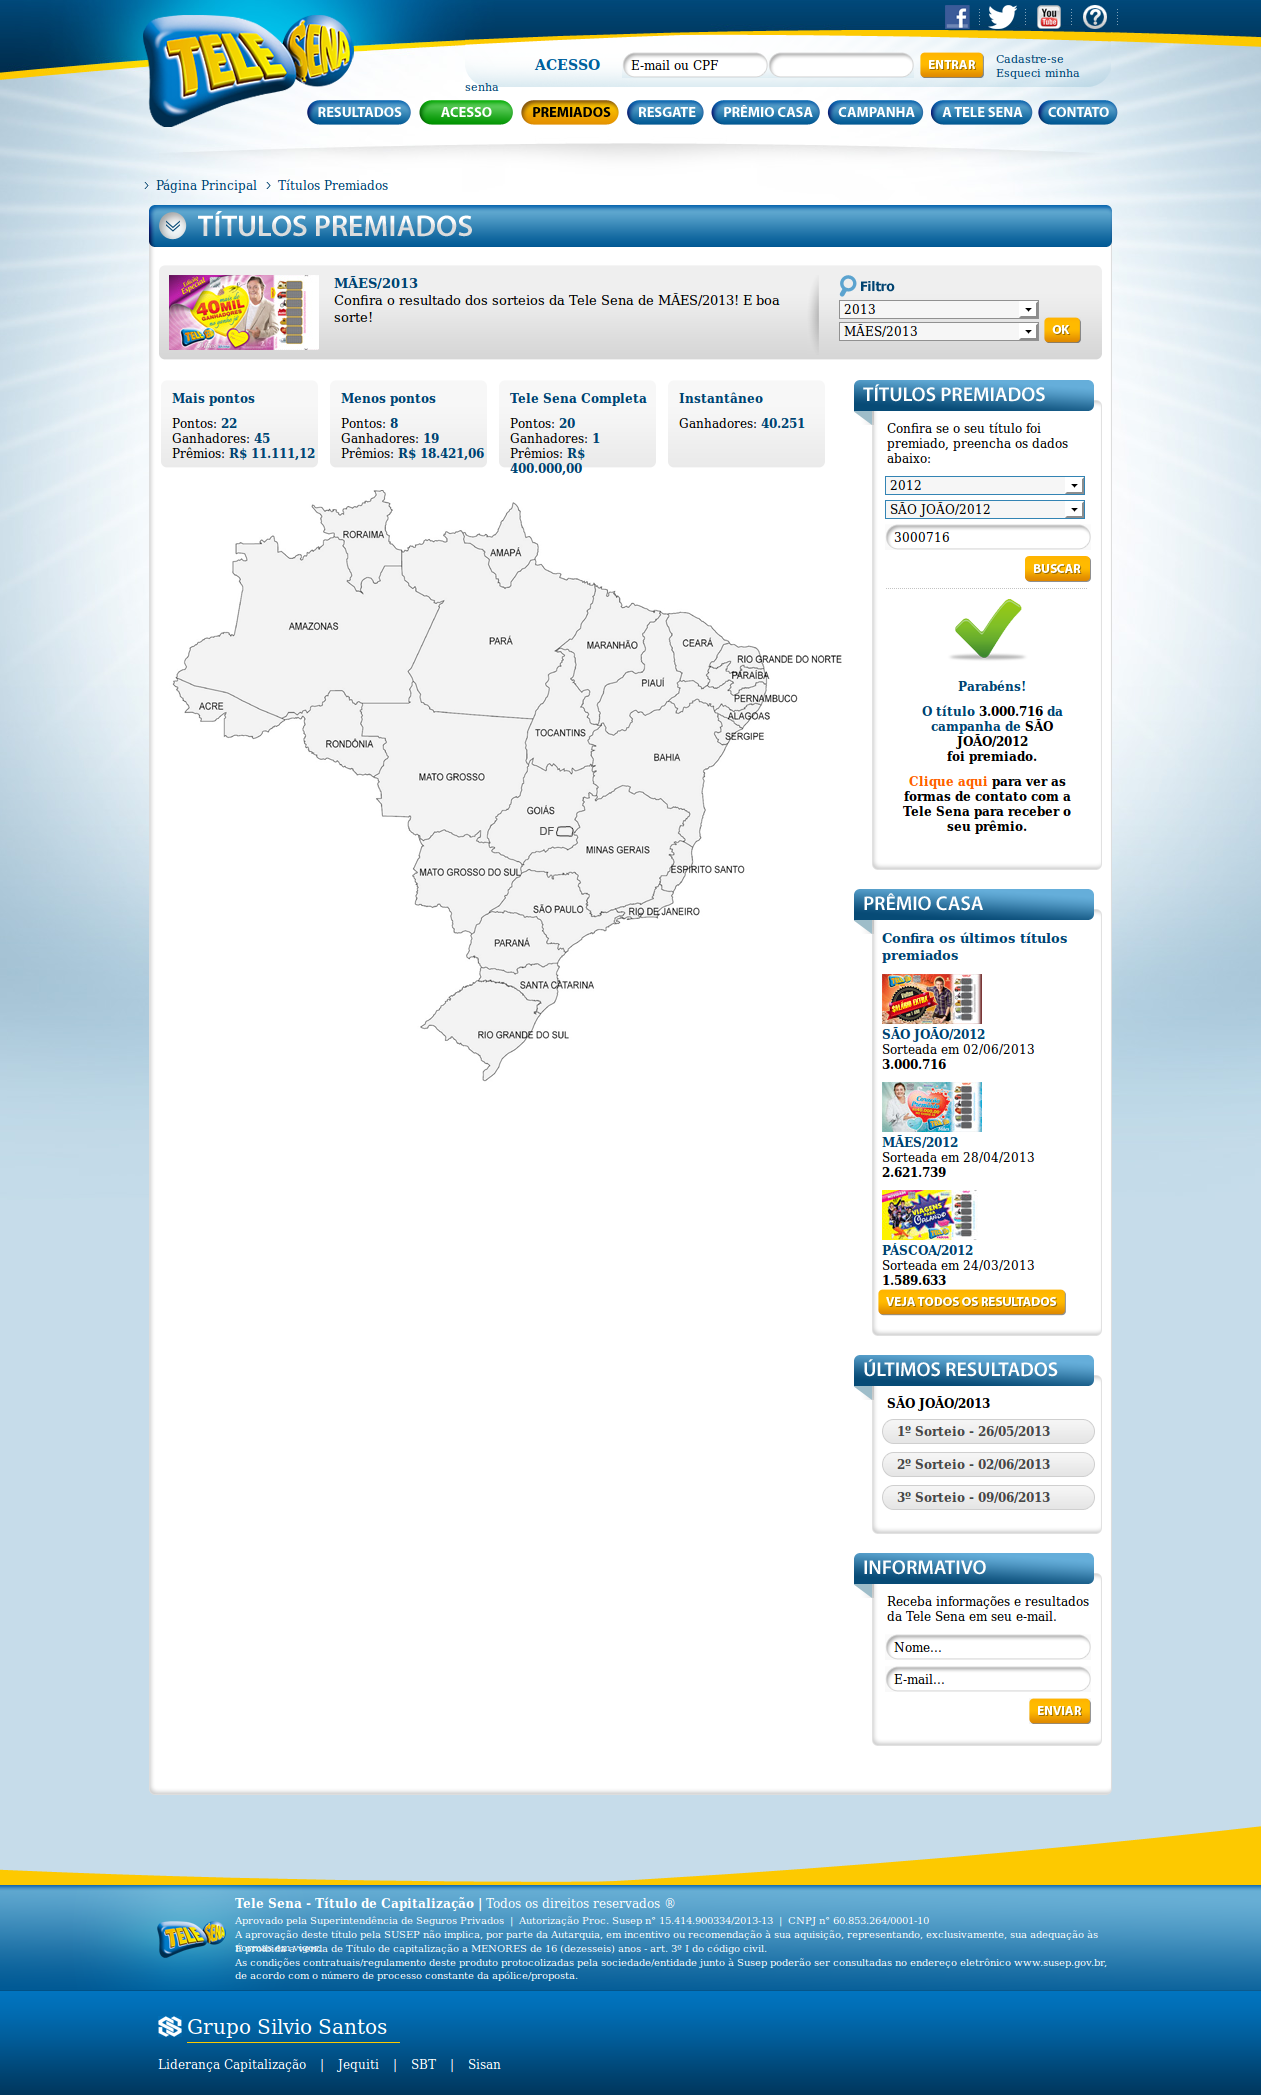 TELE SENA
ACESSO
E-mail ou CPF
ENTRAR
Cadastre-se
Esqueci minha
senha
RESULTADOS
ACESSO
PREMIADOS
RESGATE
PRÊMIO CASA
CAMPANHA
A TELE SENA
CONTATO
Página Principal
Títulos Premiados
TÍTULOS PREMIADOS
MÃES/2013
Confira o resultado dos sorteios da Tele Sena de MÃES/2013! E boa
sorte!
Filtro
2013
MÃES/2013
OK
Mais pontos
Pontos: 22
Ganhadores: 45
Prêmios: R$ 11.111,12
Menos pontos
Pontos: 8
Ganhadores: 19
Prêmios: R$ 18.421,06
Tele Sena Completa
Pontos: 20
Ganhadores: 1
Prêmios: R$
400.000,00
Instantâneo
Ganhadores: 40.251
RORAIMA
AMAPÁ
AMAZONAS
PARÁ
MARANHÃO
CEARÁ
RIO GRANDE DO NORTE
PARAÍBA
PIAUÍ
PERNAMBUCO
ACRE
ALAGOAS
TOCANTINS
SERGIPE
RONDÔNIA
BAHIA
MATO GROSSO
GOIÁS
DF
MINAS GERAIS
MATO GROSSO DO SUL
ESPIRITO SANTO
SÃO PAULO
RIO DE JANEIRO
PARANÁ
SANTA CATARINA
RIO GRANDE DO SUL
TÍTULOS PREMIADOS
Confira se o seu título foi
premiado, preencha os dados
abaixo:
2012
SÃO JOÃO/2012
3000716
BUSCAR
Parabéns!
O título 3.000.716 da
campanha de SÃO
JOÃO/2012
foi premiado.
Clique aqui para ver as
formas de contato com a
Tele Sena para receber o
seu prêmio.
PRÊMIO CASA
Confira os últimos títulos
premiados
SÃO JOÃO/2012
Sorteada em 02/06/2013
3.000.716
MÃES/2012
Sorteada em 28/04/2013
2.621.739
PÁSCOA/2012
Sorteada em 24/03/2013
1.589.633
VEJA TODOS OS RESULTADOS
ÚLTIMOS RESULTADOS
SÃO JOÃO/2013
1º Sorteio - 26/05/2013
2º Sorteio - 02/06/2013
3º Sorteio - 09/06/2013
INFORMATIVO
Receba informações e resultados
da Tele Sena em seu e-mail.
Nome...
E-mail...
ENVIAR
Tele Sena - Título de Capitalização | Todos os direitos reservados ®
Aprovado pela Superintendência de Seguros Privados | Autorização Proc. Susep n° 15.414.900334/2013-13 | CNPJ n° 60.853.264/0001-10
A aprovação deste título pela SUSEP não implica, por parte da Autarquia, em incentivo ou recomendação à sua aquisição, representando, exclusivamente, sua adequação às
É proibida a venda de Título de capitalização a MENORES de 16 (dezesseis) anos - art. 3º I do código civil.
As condições contratuais/regulamento deste produto protocolizadas pela sociedade/entidade junto à Susep poderão ser consultadas no endereço eletrônico www.susep.gov.br,
de acordo com o número de processo constante da apólice/proposta.
Grupo Silvio Santos
Liderança Capitalização | Jequiti | SBT | Sisan